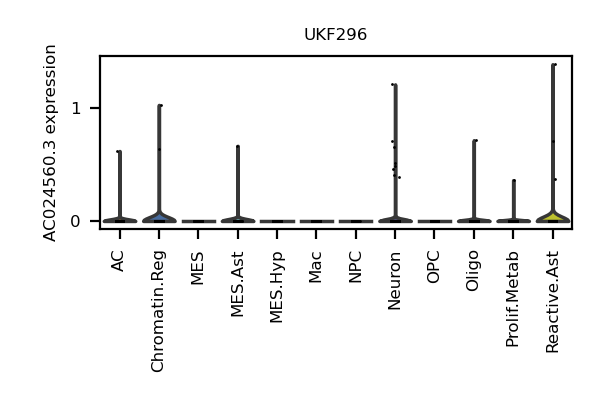 UKF296
AC024560.3 expression
1
0
AC
Chromatin.Reg
MES
MES.Ast
MES.Hyp
Mac
NPC
Neuron
OPC
Oligo
Prolif.Metab
Reactive.Ast